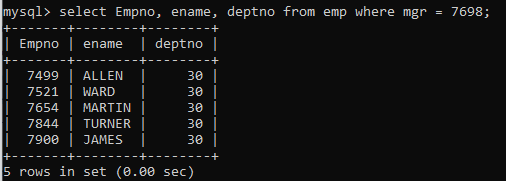 mysql> select Empno, ename, deptno from emp where mgr = 7698;
+-------+--------+--------+
| Empno | ename  | deptno |
+-------+--------+--------+
|  7499 | ALLEN  |     30 |
|  7521 | WARD   |     30 |
|  7654 | MARTIN |     30 |
|  7844 | TURNER |     30 |
|  7900 | JAMES  |     30 |
+-------+--------+--------+
5 rows in set (0.00 sec)